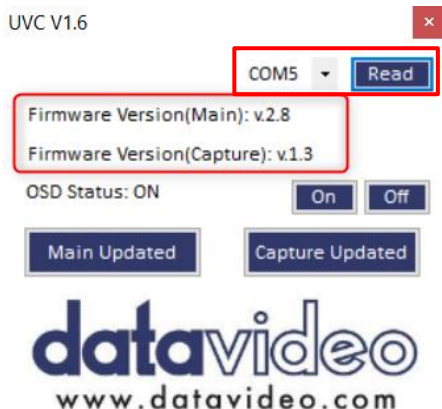 UVC V1.6
COM5 Read
Firmware Version(Main): v.2.8
Firmware Version(Capture): v.1.3
OSD Status: ON On Off
Main Updated Capture Updated
datavideo
www.datavideo.com